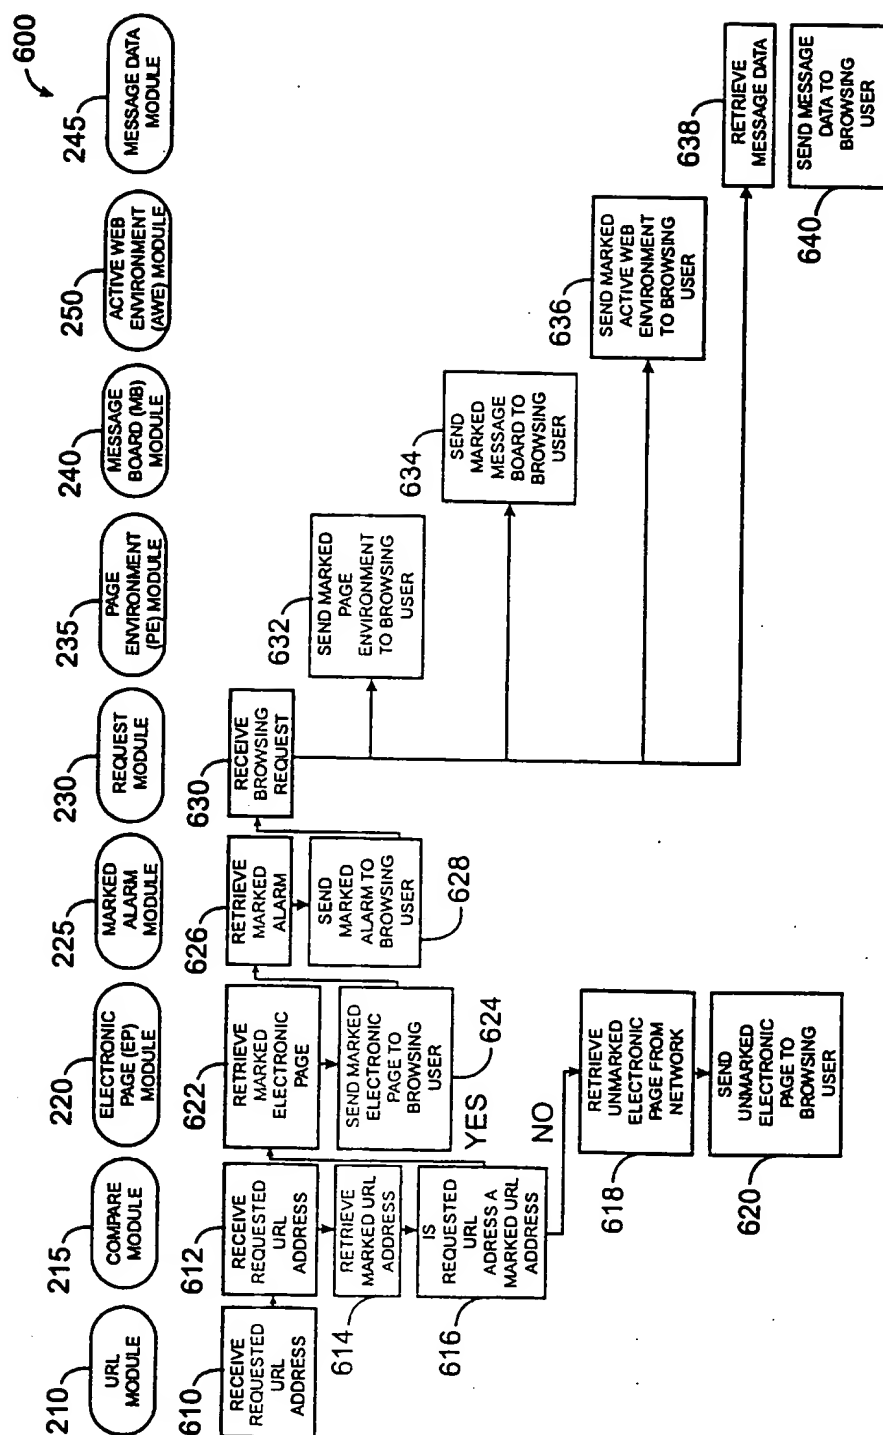 600
210
URL
MODULE
215
COMPARE
MODULE
220
ELECTRONIC
PAGE (EP)
MODULE
225
MARKED
ALARM
MODULE
230
REQUEST
MODULE
235
PAGE
ENVIRONMENT
(PE) MODULE
240
MESSAGE
BOARD (MB)
MODULE
250
ACTIVE WEB
ENVIRONMENT
(AWE) MODULE
245
MESSAGE DATA
MODULE
610
RECEIVE
REQUESTED
URL
ADDRESS
612
RECEIVE
REQUESTED
URL
ADDRESS
614
RETRIEVE
MARKED URL
ADDRESS
616
IS
REQUESTED
URL
ADRESS A
MARKED URL
ADDRESS
YES
NO
622
RETRIEVE
MARKED
ELECTRONIC
PAGE
SEND MARKED
ELECTRONIC
PAGE TO
BROWSING
USER
624
618
RETRIEVE
UNMARKED
ELECTRONIC
PAGE FROM
NETWORK
620
SEND
UNMARKED
ELECTRONIC
PAGE TO
BROWSING
USER
626
RETRIEVE
MARKED
ALARM
SEND
MARKED
ALARM TO
BROWSING
USER
628
630
RECEIVE
BROWSING
REQUEST
632
SEND MARKED
PAGE
ENVIRONMENT
TO BROWSING
USER
634
SEND
MARKED
MESSAGE
BOARD TO
BROWSING
USER
636
SEND MARKED
ACTIVE WEB
ENVIRONMENT
TO BROWSING
USER
638
RETRIEVE
MESSAGE DATA
SEND MESSAGE
DATA TO
BROWSING
USER
640